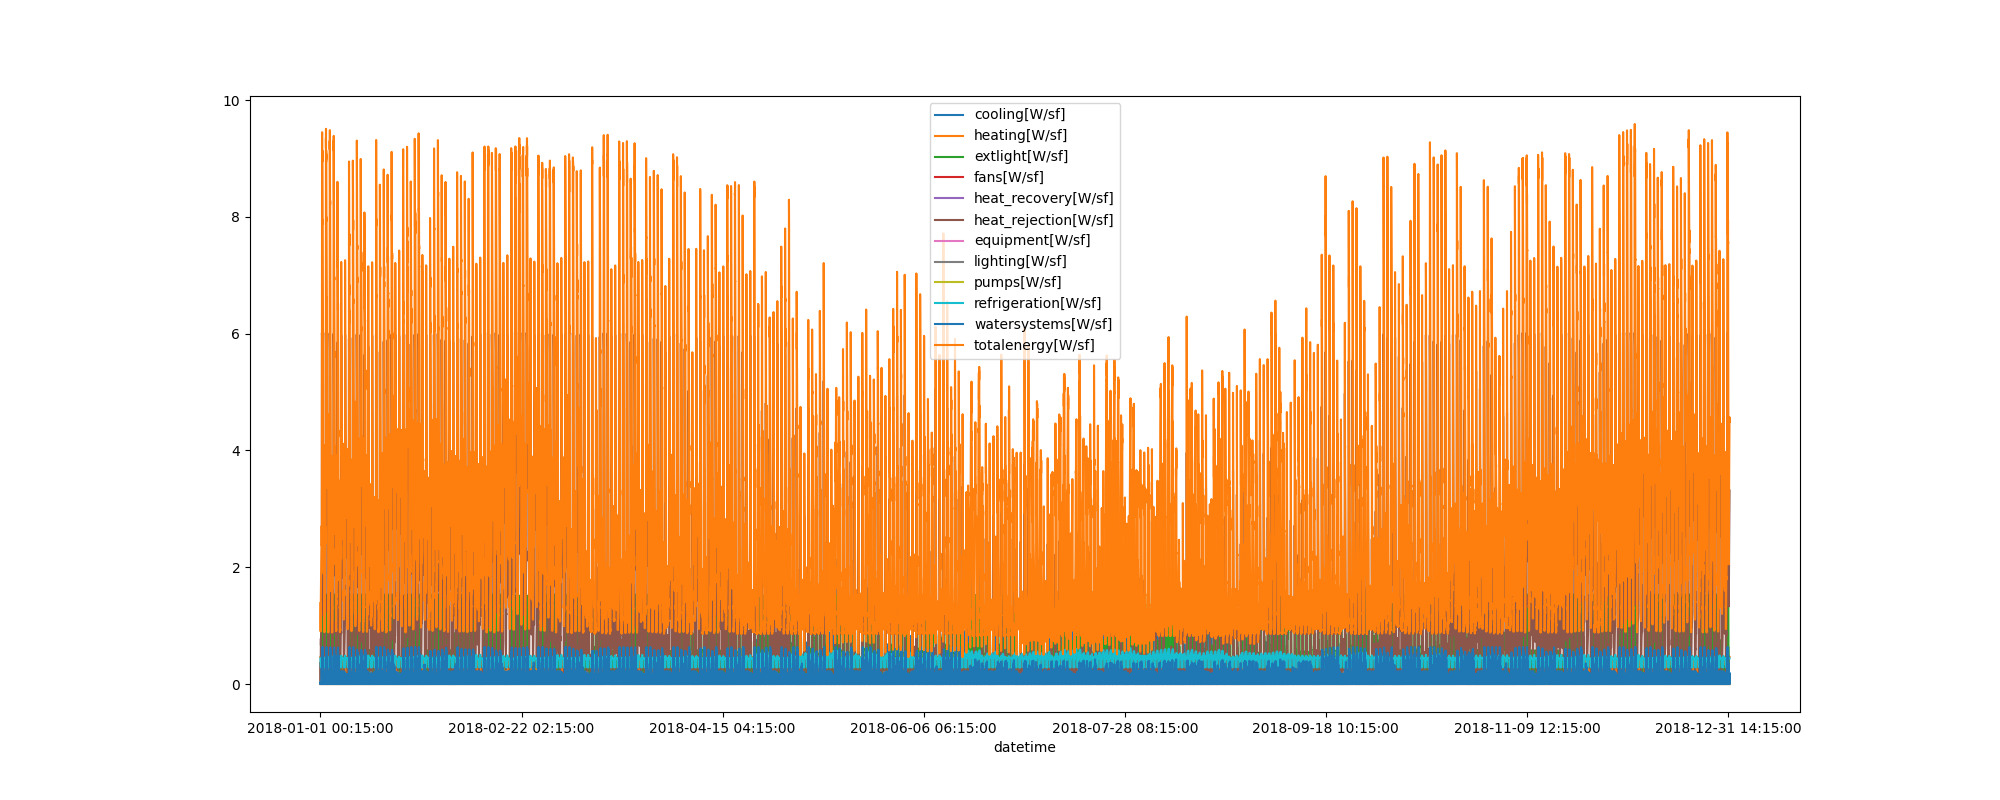 10
8
6
4
2
0
cooling[W/sf]
heating[W/sf]
extlight[W/sf]
fans[W/sf]
heat_recovery[W/sf]
heat_rejection[W/sf]
equipment[W/sf]
lighting[W/sf]
pumps[W/sf]
refrigeration[W/sf]
watersystems[W/sf]
totalenergy[W/sf]
2018-01-01 00:15:00 2018-02-22 02:15:00 2018-04-15 04:15:00 2018-06-06 06:15:00 2018-07-28 08:15:00 2018-09-18 10:15:00 2018-11-09 12:15:00 2018-12-31 14:15:00
datetime